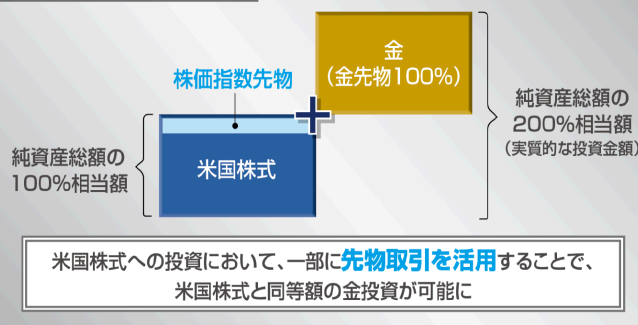 金
（金先物100%）
株価指数先物
純資産総額の
200%相当額
（実質的な投資金額）
純資産総額の
100%相当額
米国株式
米国株式への投資において、一部に先物取引を活用することで、
米国株式と同等額の金投資が可能に